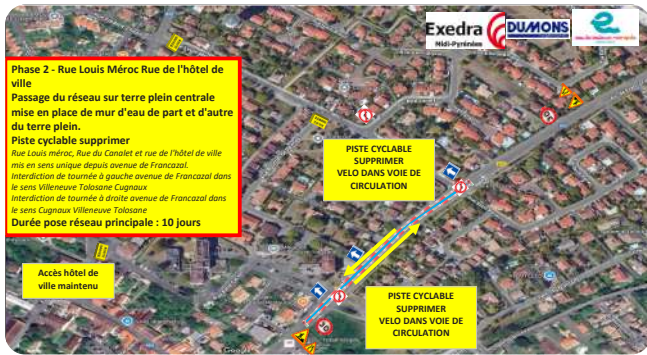 Exedra
Midi-Pyrénées
DUMONS
Phase 2 - Rue Louis Méroc Rue de l'hôtel de
ville
Passage du réseau sur terre plein centrale
mise en place de mur d'eau de part et d'autre
du terre plein.
Piste cyclable supprimer
Rue Louis méroc, Rue du Canalet et rue de l'hôtel de ville
mis en sens unique depuis avenue de Francazal.
Interdiction de tournée à gauche avenue de Francazal dans
le sens Villeneuve Tolosane Cugnaux
Interdiction de tournée à droite avenue de Francazal dans
le sens Cugnaux Villeneuve Tolosane
Durée pose réseau principale : 10 jours
PISTE CYCLABLE
SUPPRIMER
VELO DANS VOIE DE
CIRCULATION
Accès hôtel de
ville maintenu
PISTE CYCLABLE
SUPPRIMER
VELO DANS VOIE DE
CIRCULATION
Google